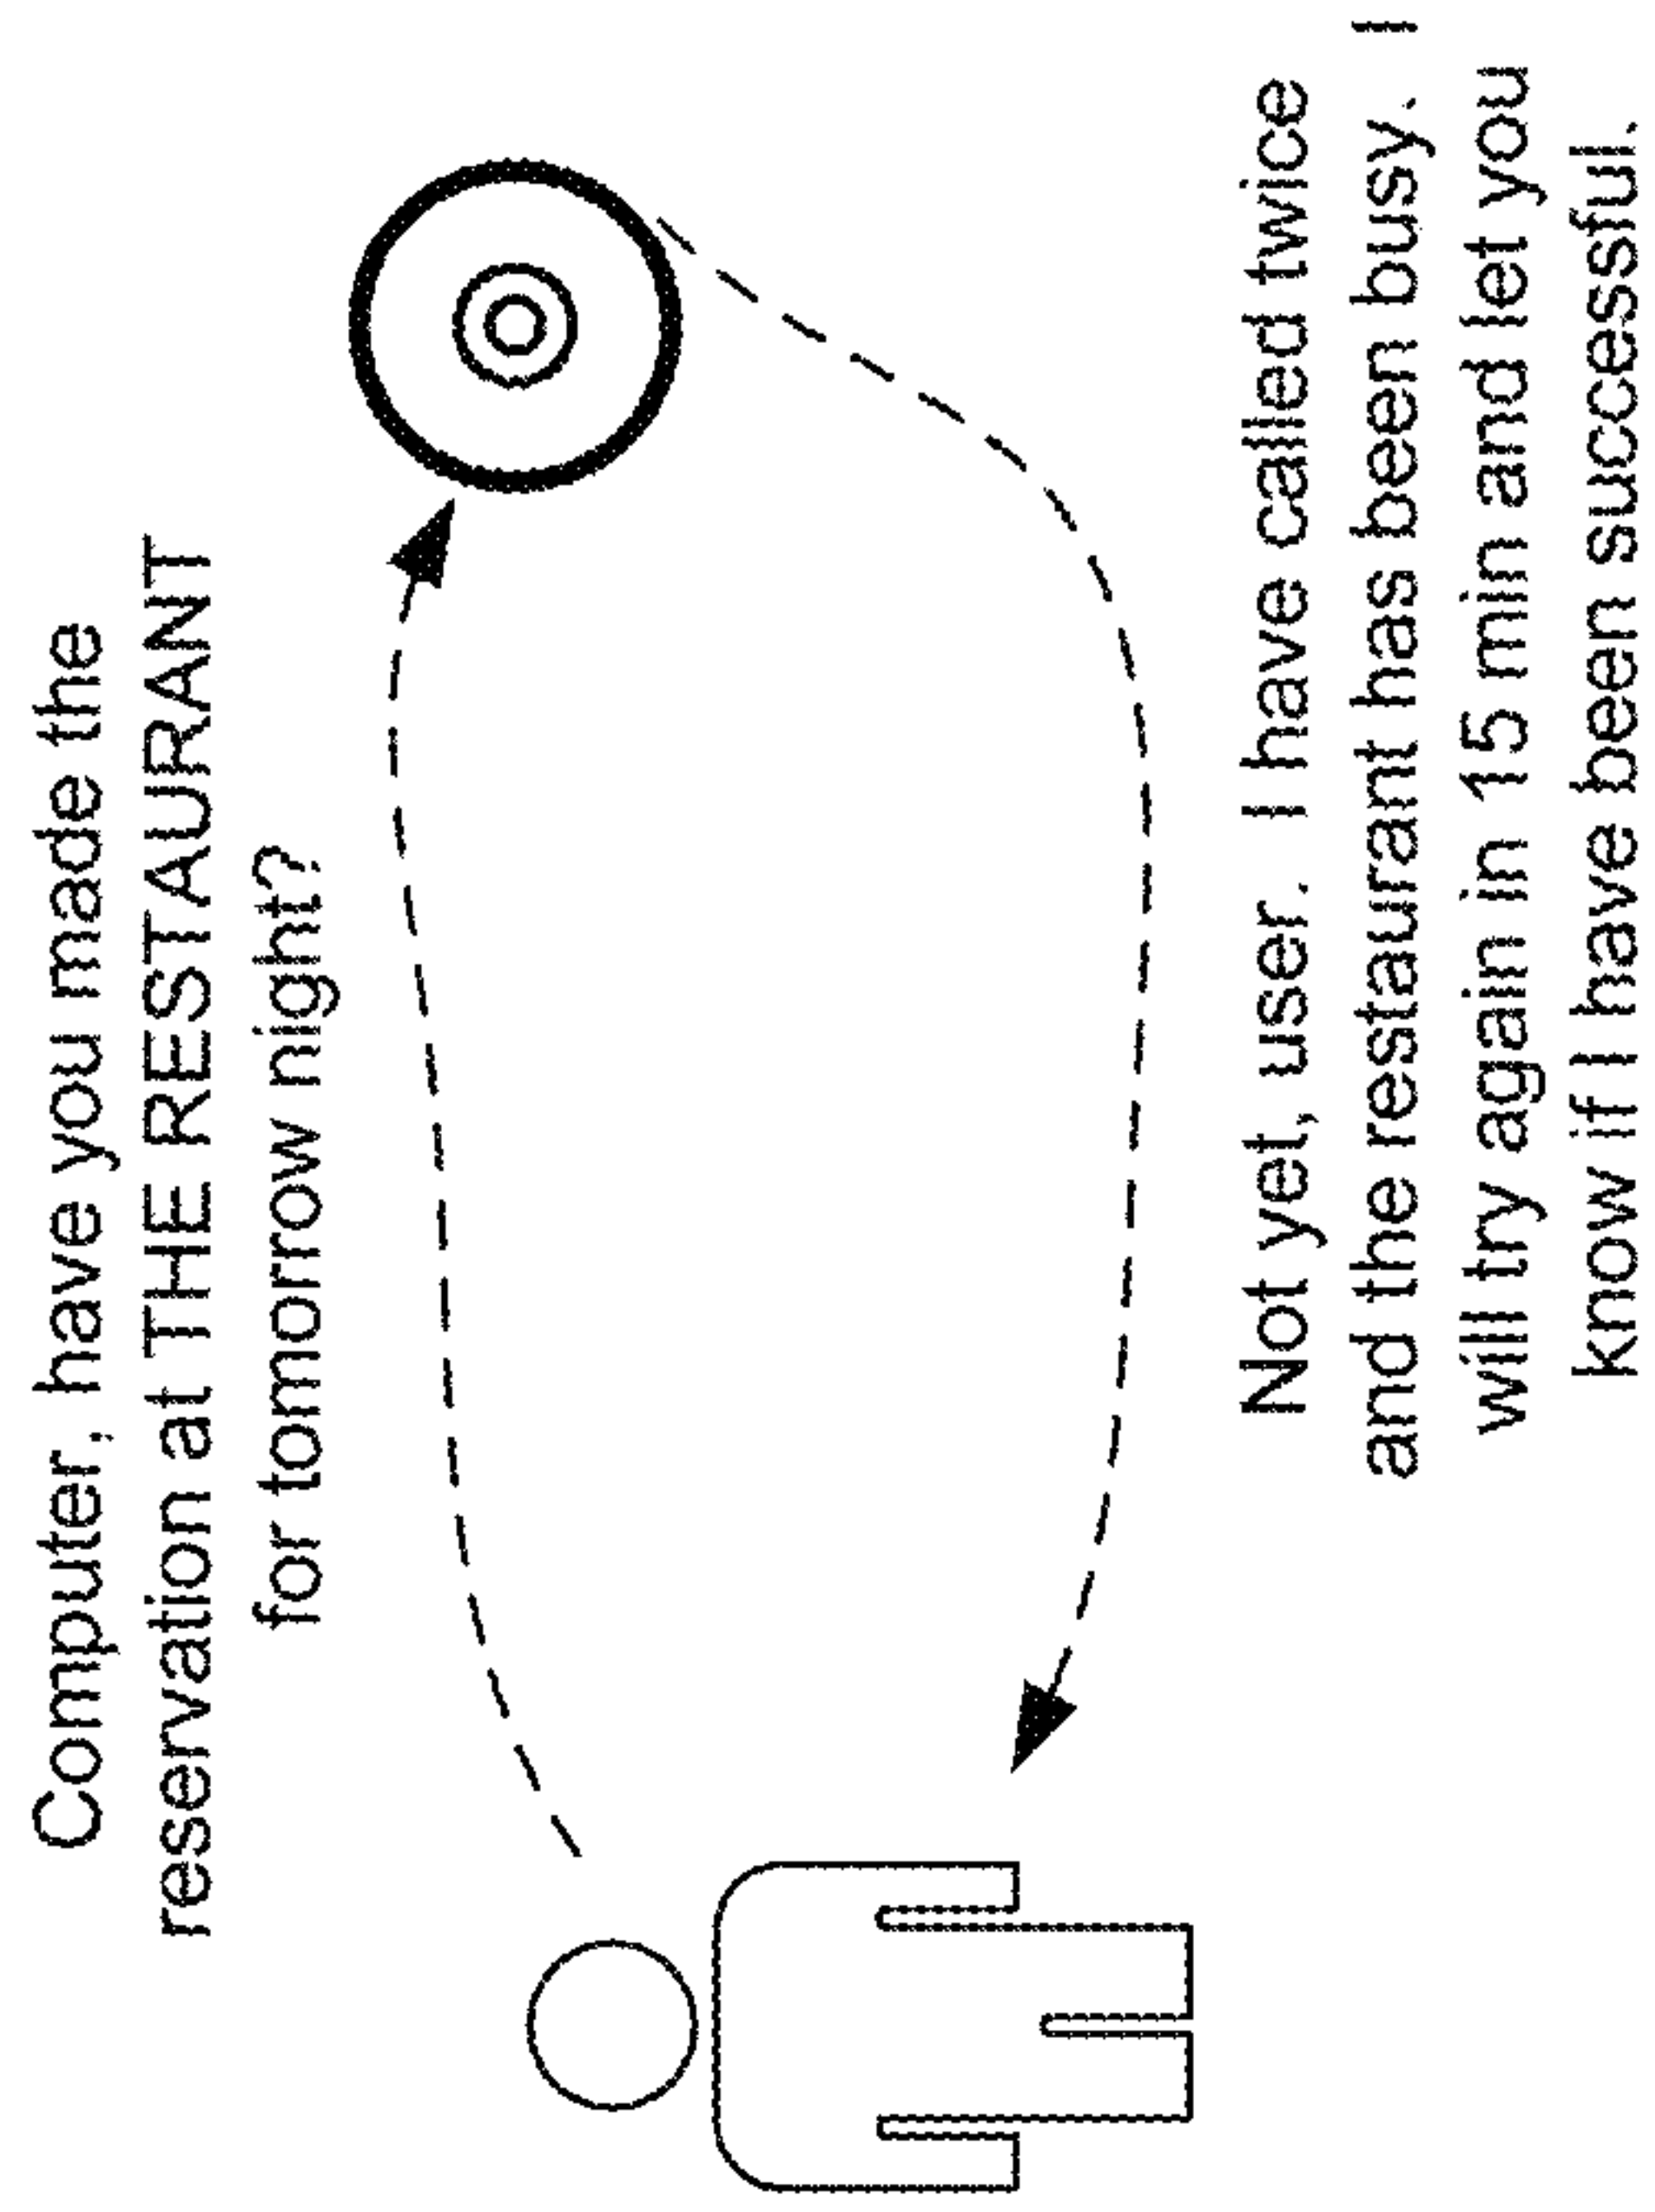 Computer, have you made the
reservation at THE RESTAURANT
for tomorrow night?
Not yet, user. I have called twice
and the restaurant has been busy. I
will try again in 15 min and let you
know if I have been successful.